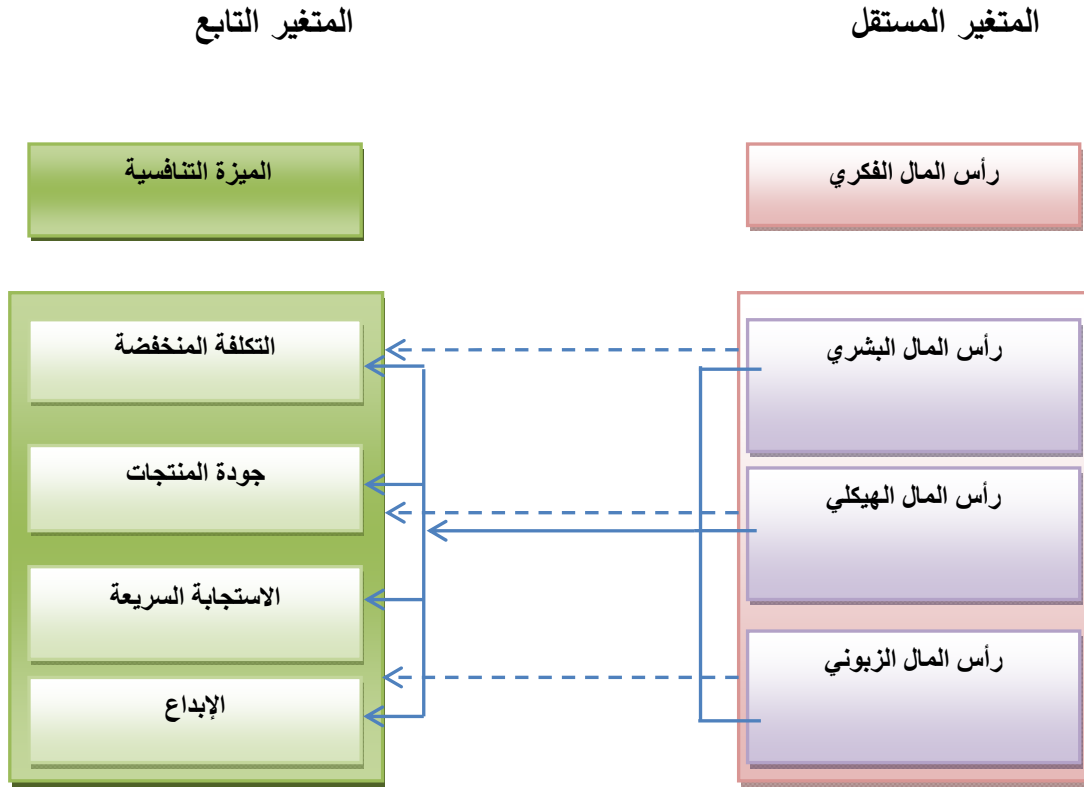 المتغير المستقل
المتغير التابع
رأس المال الفكري
الميزة التنافسية
رأس المال البشري
التكلفة المنخفضة
جودة المنتجات
رأس المال الهيكلي
الاستجابة السريعة
رأس المال الزبوني
الإبداع